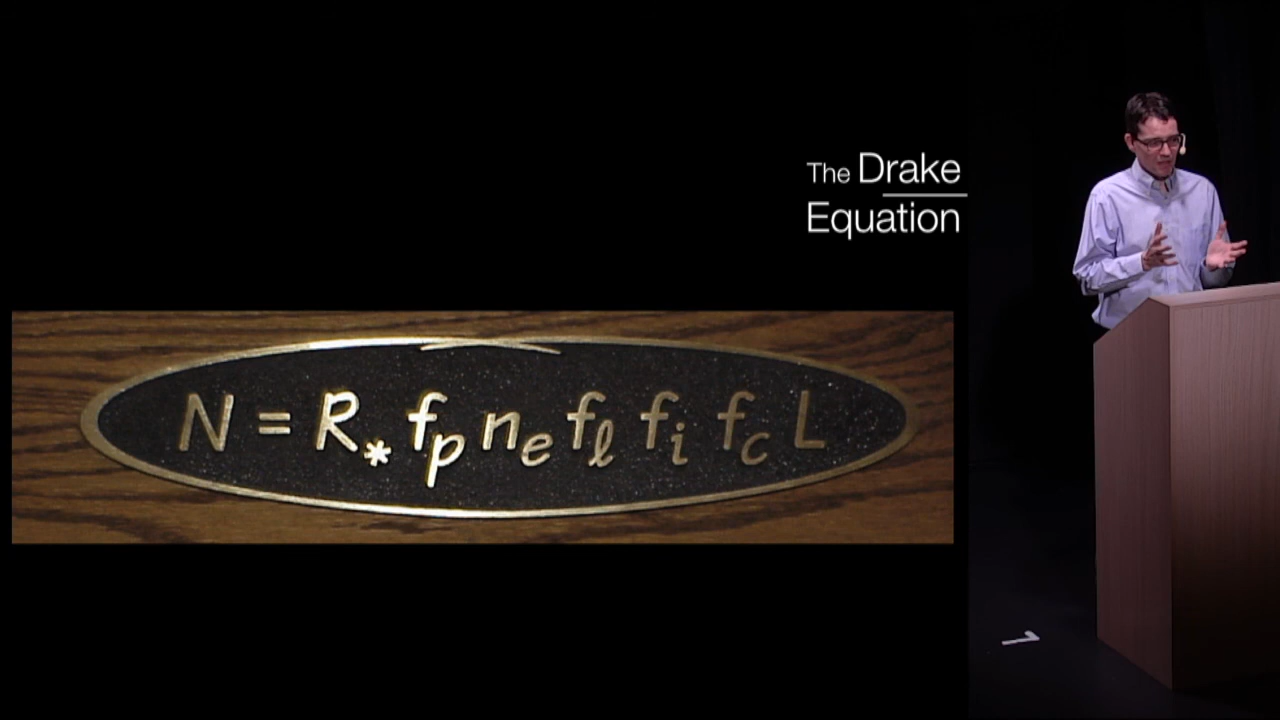 The Drake
Equation
N = R* fp ne fl fi fc L